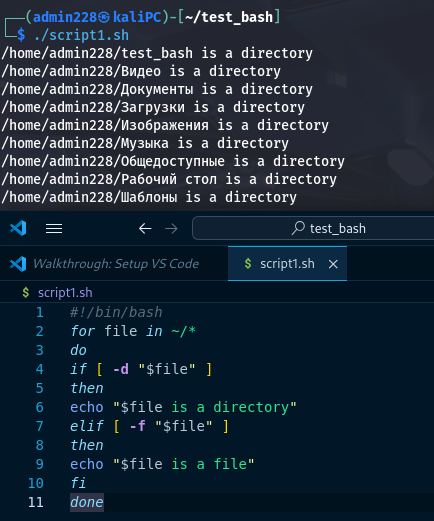 ┌──(admin228㉿kaliPC)-[~/test_bash]
└─$ ./script1.sh
/home/admin228/test_bash is a directory
/home/admin228/Видео is a directory
/home/admin228/Документы is a directory
/home/admin228/Загрузки is a directory
/home/admin228/Изображения is a directory
/home/admin228/Музыка is a directory
/home/admin228/Общедоступные is a directory
/home/admin228/Рабочий стол is a directory
/home/admin228/Шаблоны is a directory
test_bash
Walkthrough: Setup VS Code
$ script1.sh ×
$ script1.sh
1 #!/bin/bash
2 for file in ~/*
3 do
4 if [ -d "$file" ]
5 then
6 echo "$file is a directory"
7 elif [ -f "$file" ]
8 then
9 echo "$file is a file"
10 fi
11 done